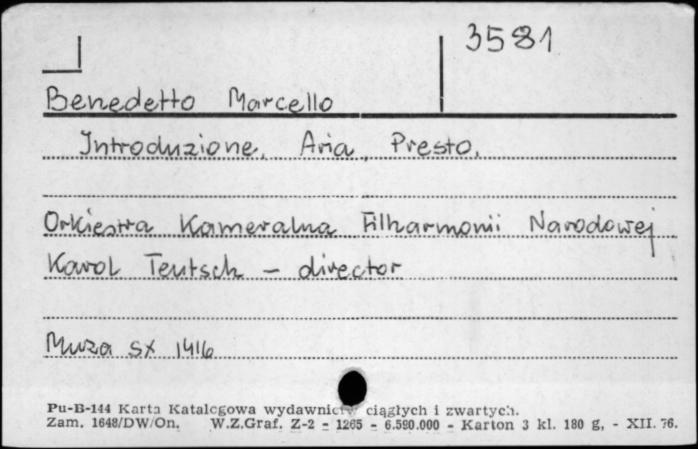 3581
Benedetto Marcello
Introduzione, Aria, Presto.
Orkiestra Kameralna Filharmonii Narodowej
Karol Teutsch – director
Muza SX 1416
Pu-B-144 Karta Katalogowa wydawnictw ciągłych i zwartych.
Zam. 1648/DW/On. W.Z.Graf. Z-2 - 1265 - 6.590.000 - Karton 3 kl. 180 g. - XII. 76.